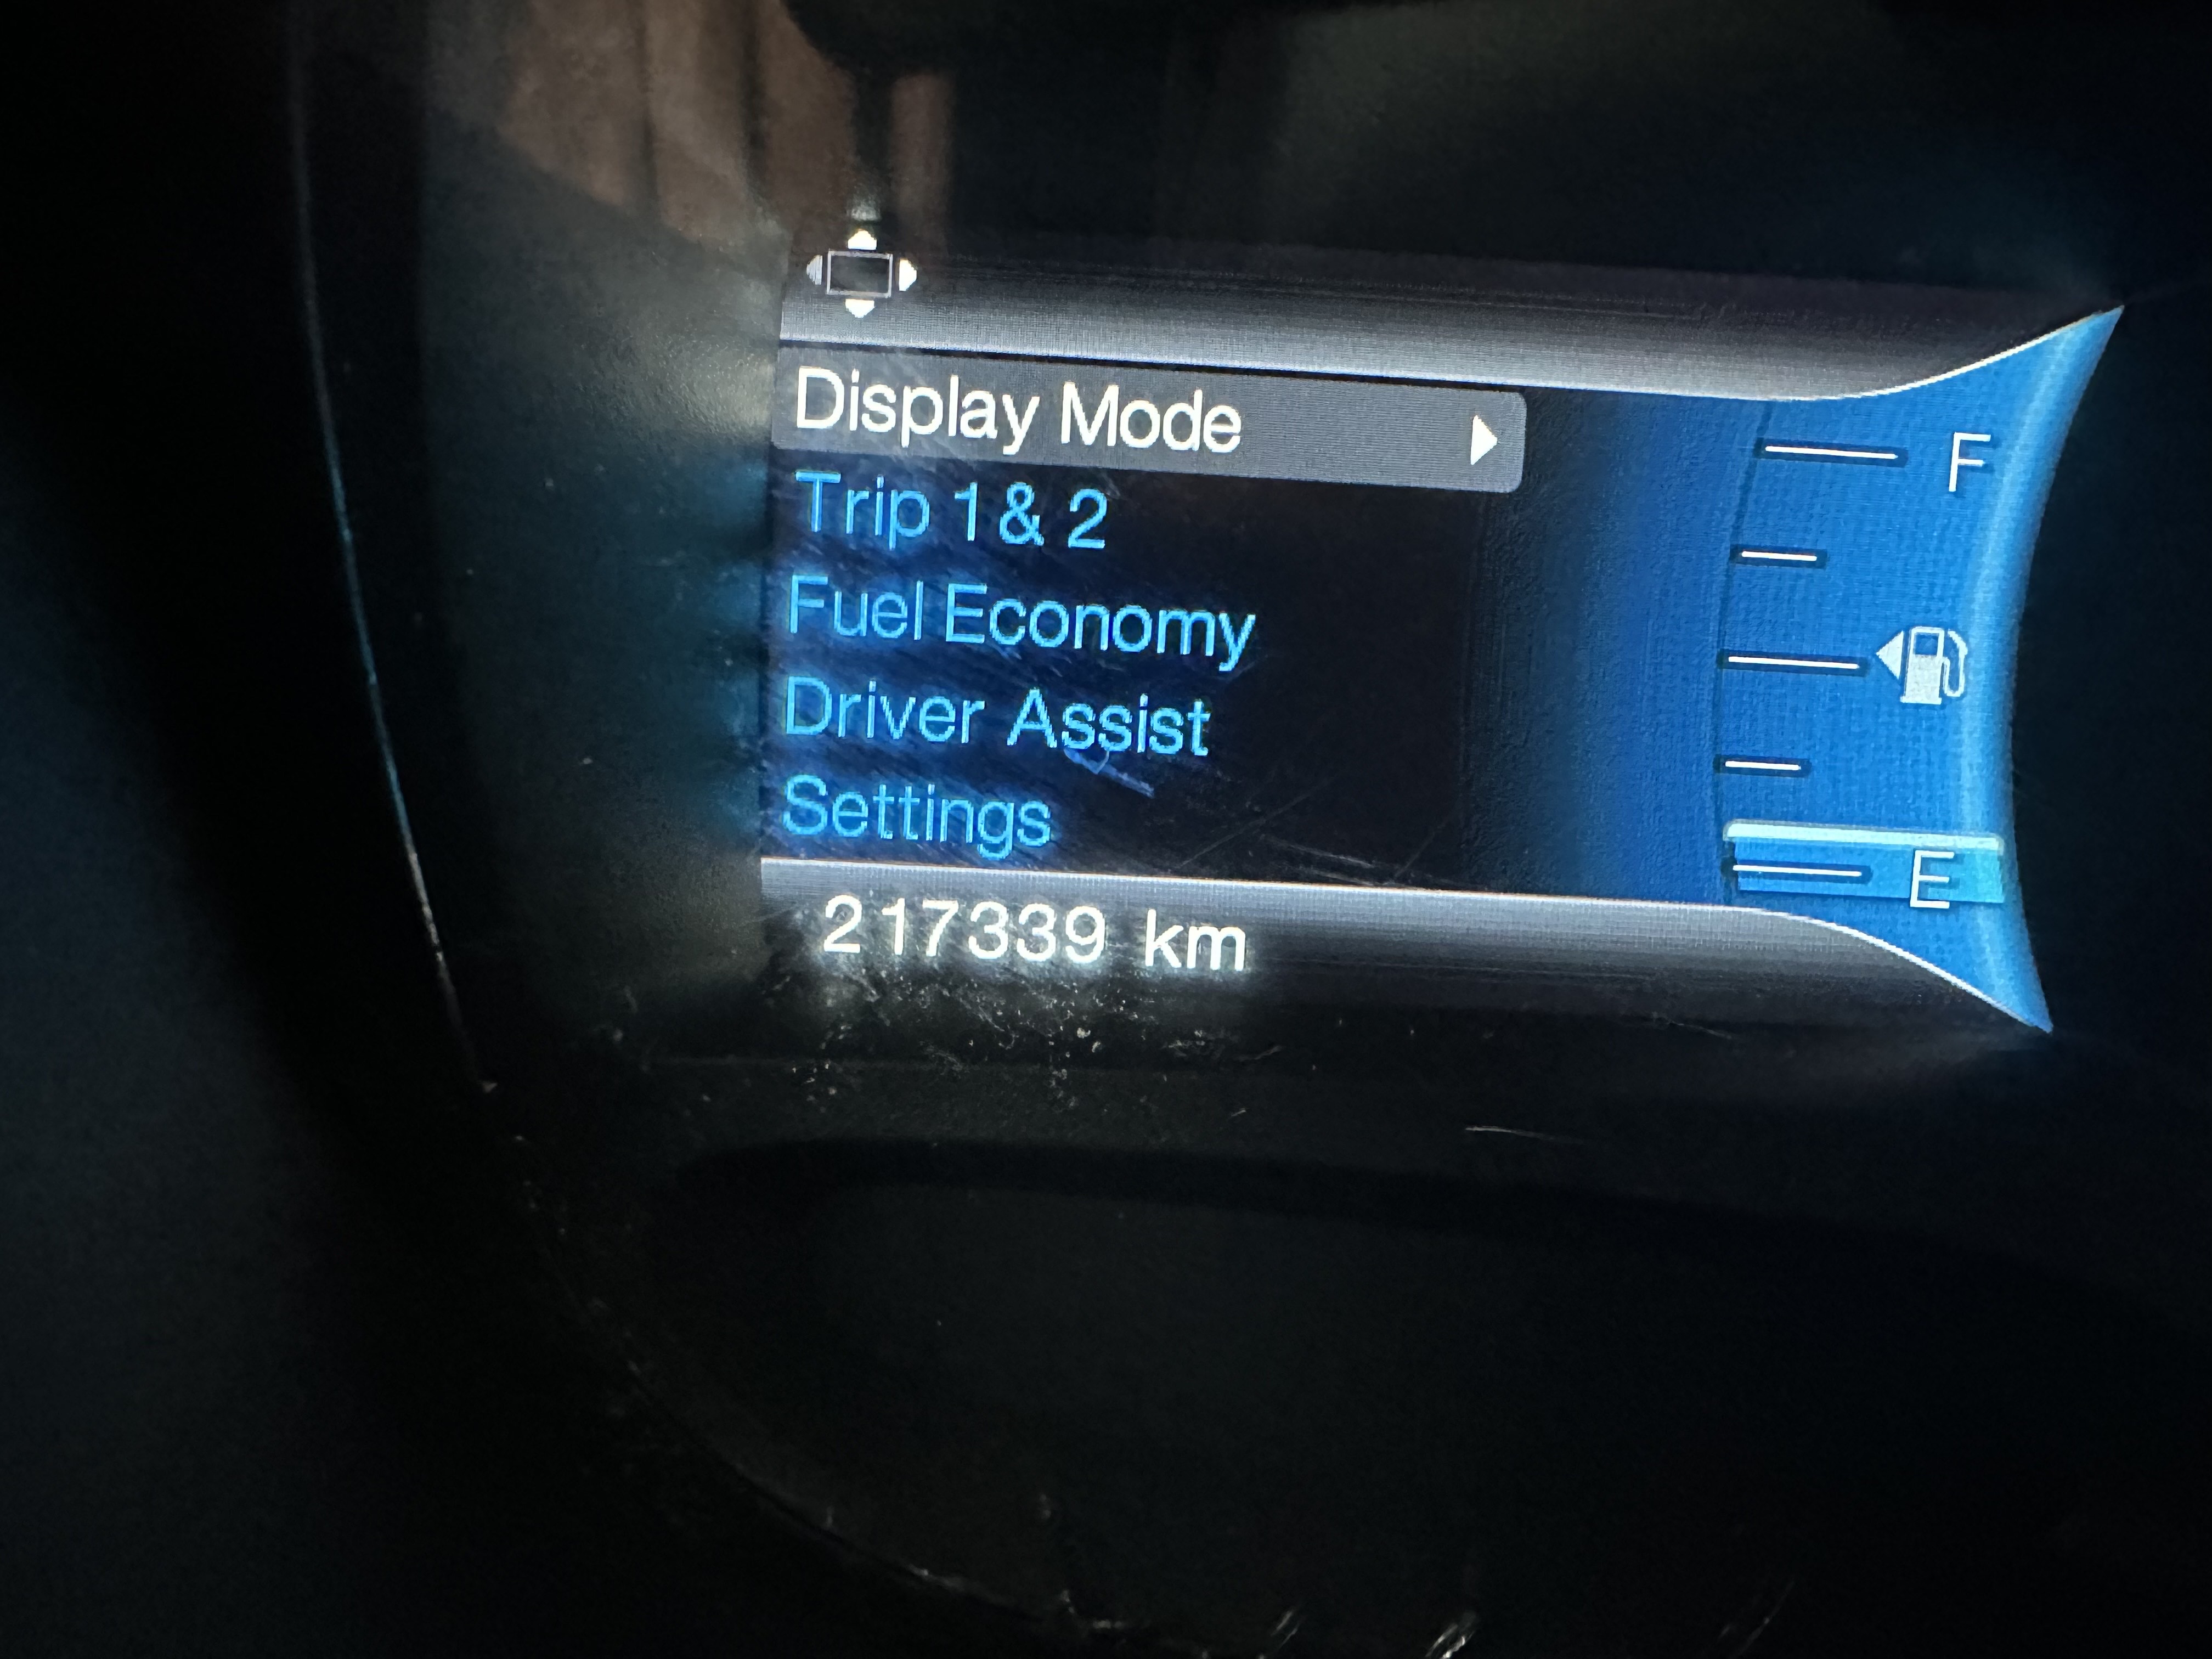 Display Mode
Trip 1 & 2
Fuel Economy
Driver Assist
Settings
217339 km
F
E